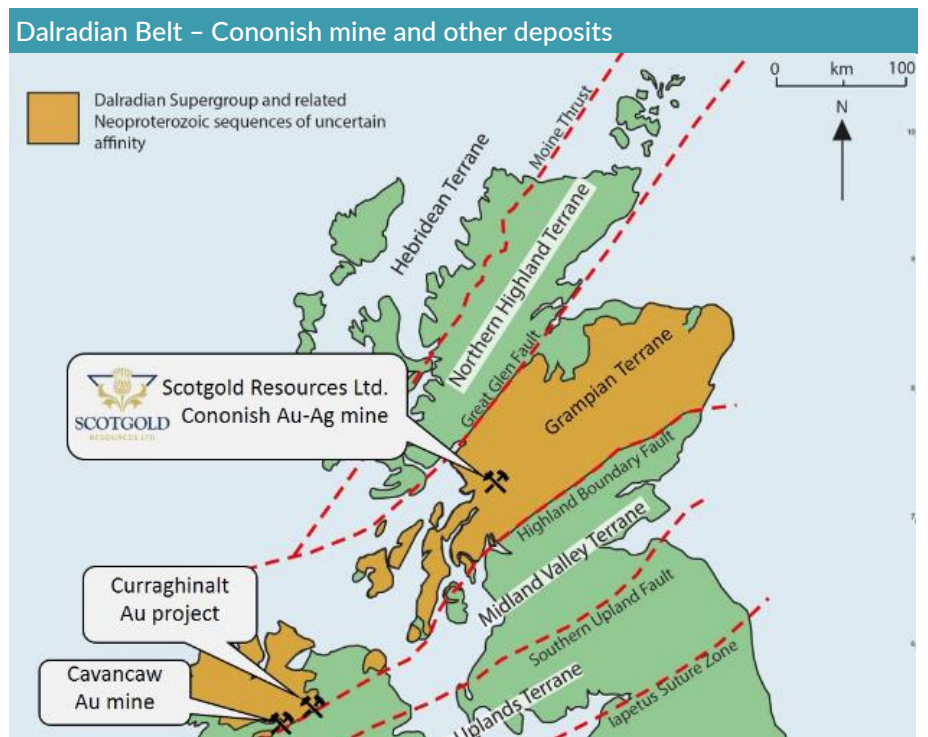 Dalradian Belt – Cononish mine and other deposits
0 km 100
Dalradian Supergroup and related
Neoproterozoic sequences of uncertain
affinity
N
Moine Thrust
Hebridean Terrane
Northern Highland Terrane
Great Glen Fault
Grampian Terrane
Scotgold Resources Ltd.
Cononish Au-Ag mine
SCOTGOLD
RESOURCES LTD
Highland Boundary Fault
Midland Valley Terrane
Curraghinalt
Au project
Southern Upland Fault
Cavancaw
Au mine
Uplands Terrane
Iapetus Suture Zone